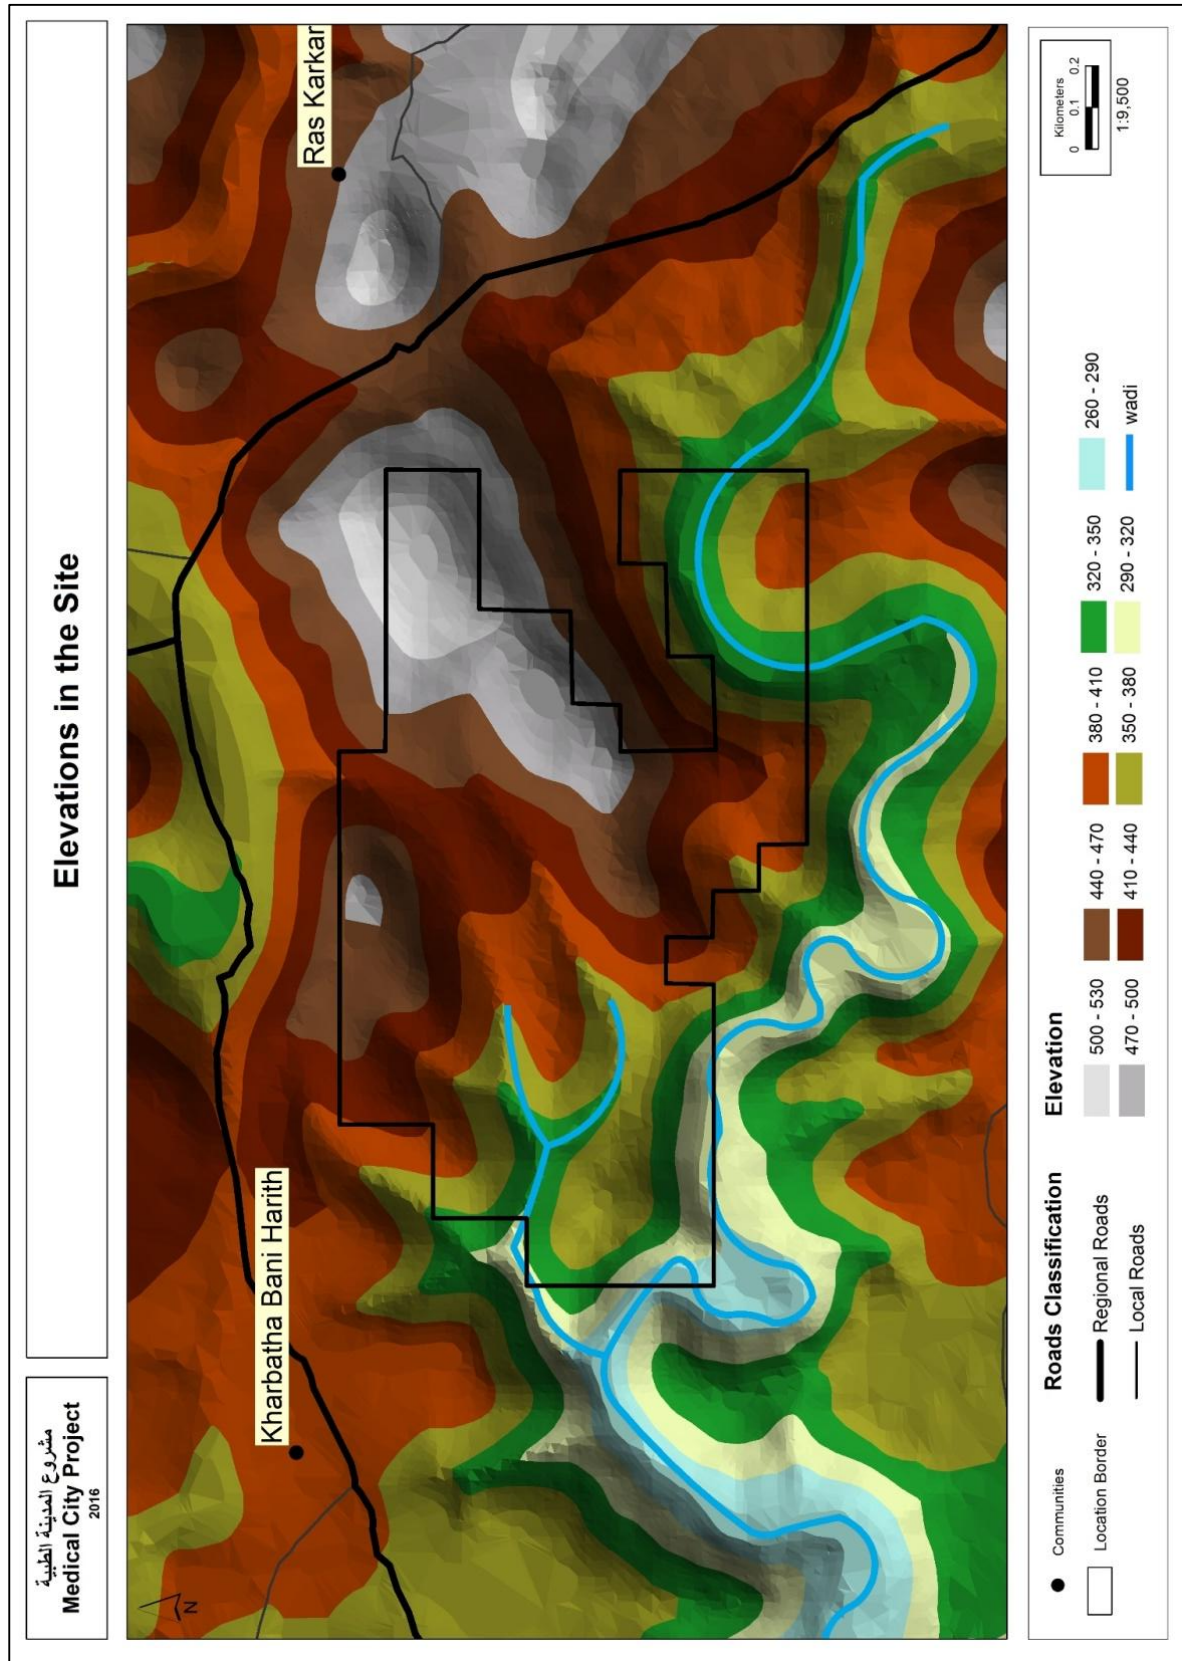 مشروع المدينة الطبية
Medical City Project
2016
Elevations in the Site
N
Kharbatha Bani Harith
Ras Karkar
Communities
Location Border
Roads Classification
Regional Roads
Local Roads
Elevation
500 - 530
470 - 500
440 - 470
410 - 440
380 - 410
350 - 380
320 - 350
290 - 320
260 - 290
wadi
Kilometers
0 0.1 0.2
1:9,500